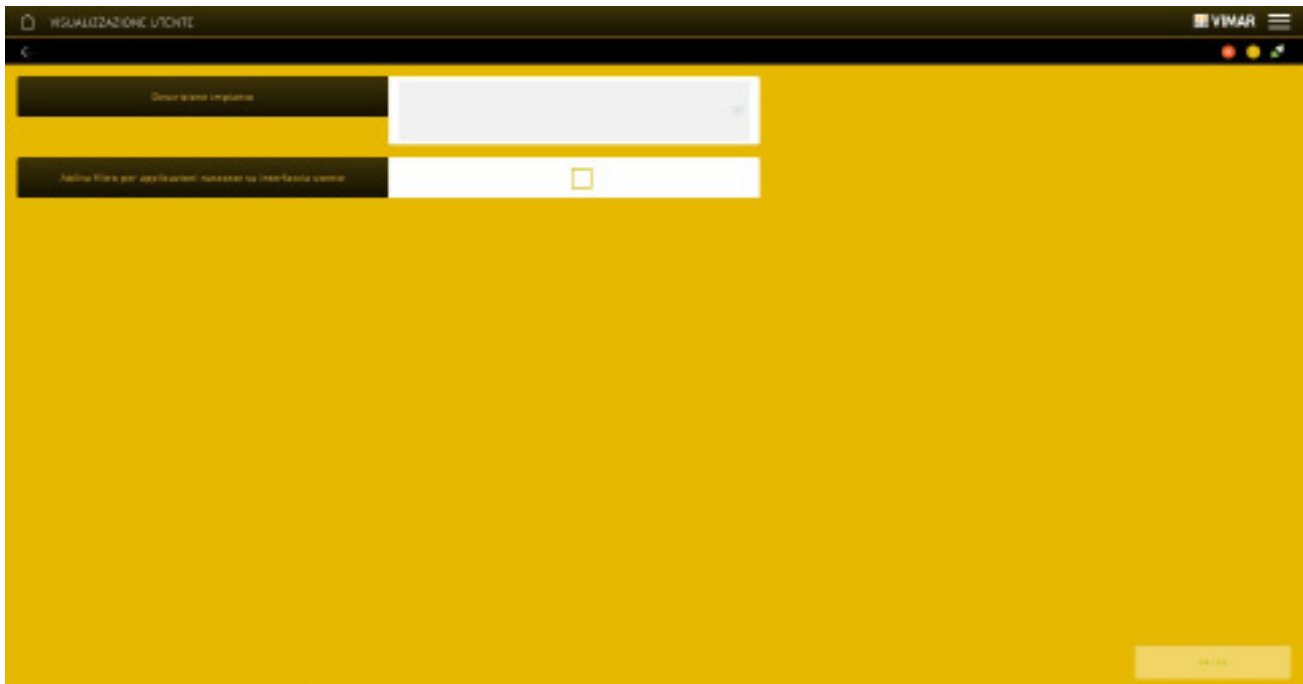 VISUALIZZAZIONE UTENTE
VIMAR
Descrizione impianto
Abilita filtro per applicazioni nascoste su interfaccia utente